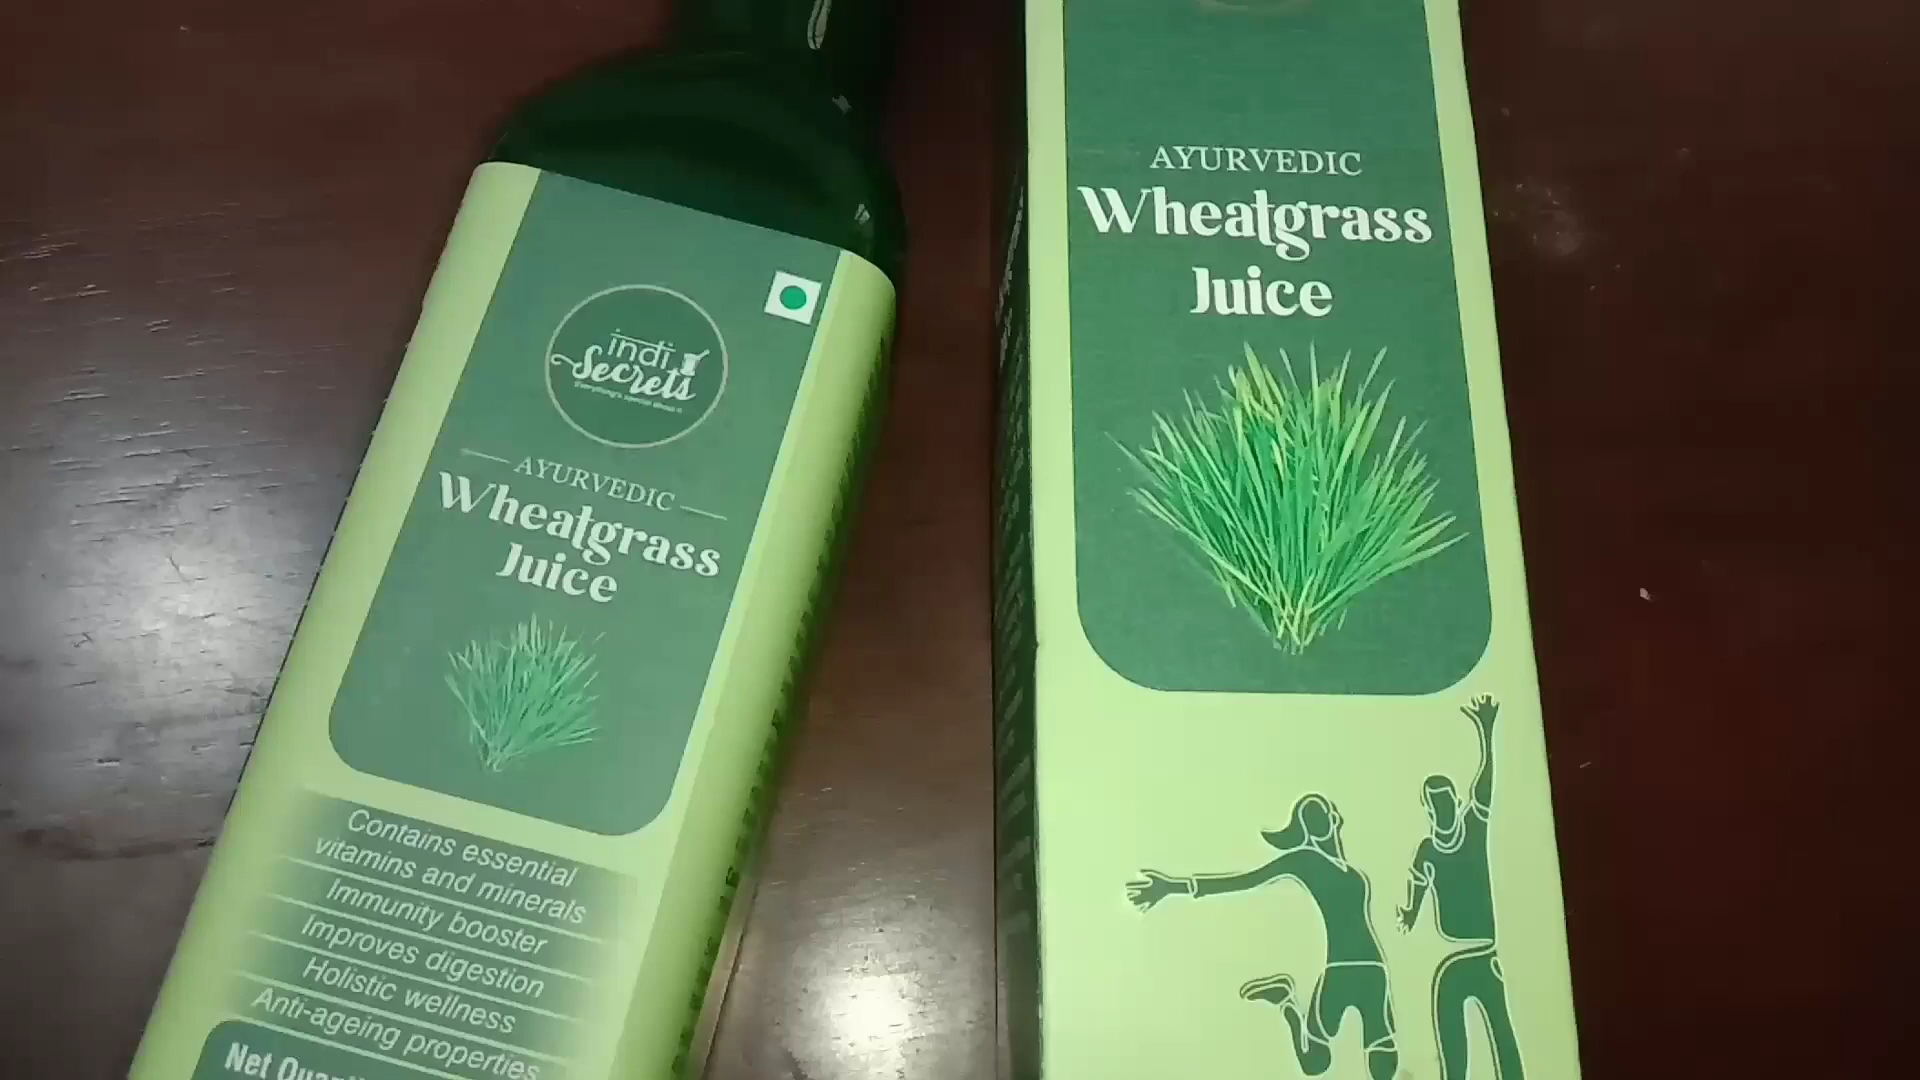 indi
Secrets
AYURVEDIC
Wheatgrass
Juice
Contains essential
vitamins and minerals
Immunity booster
Improves digestion
Holistic wellness
Anti-ageing properties
Net
AYURVEDIC
Wheatgrass
Juice